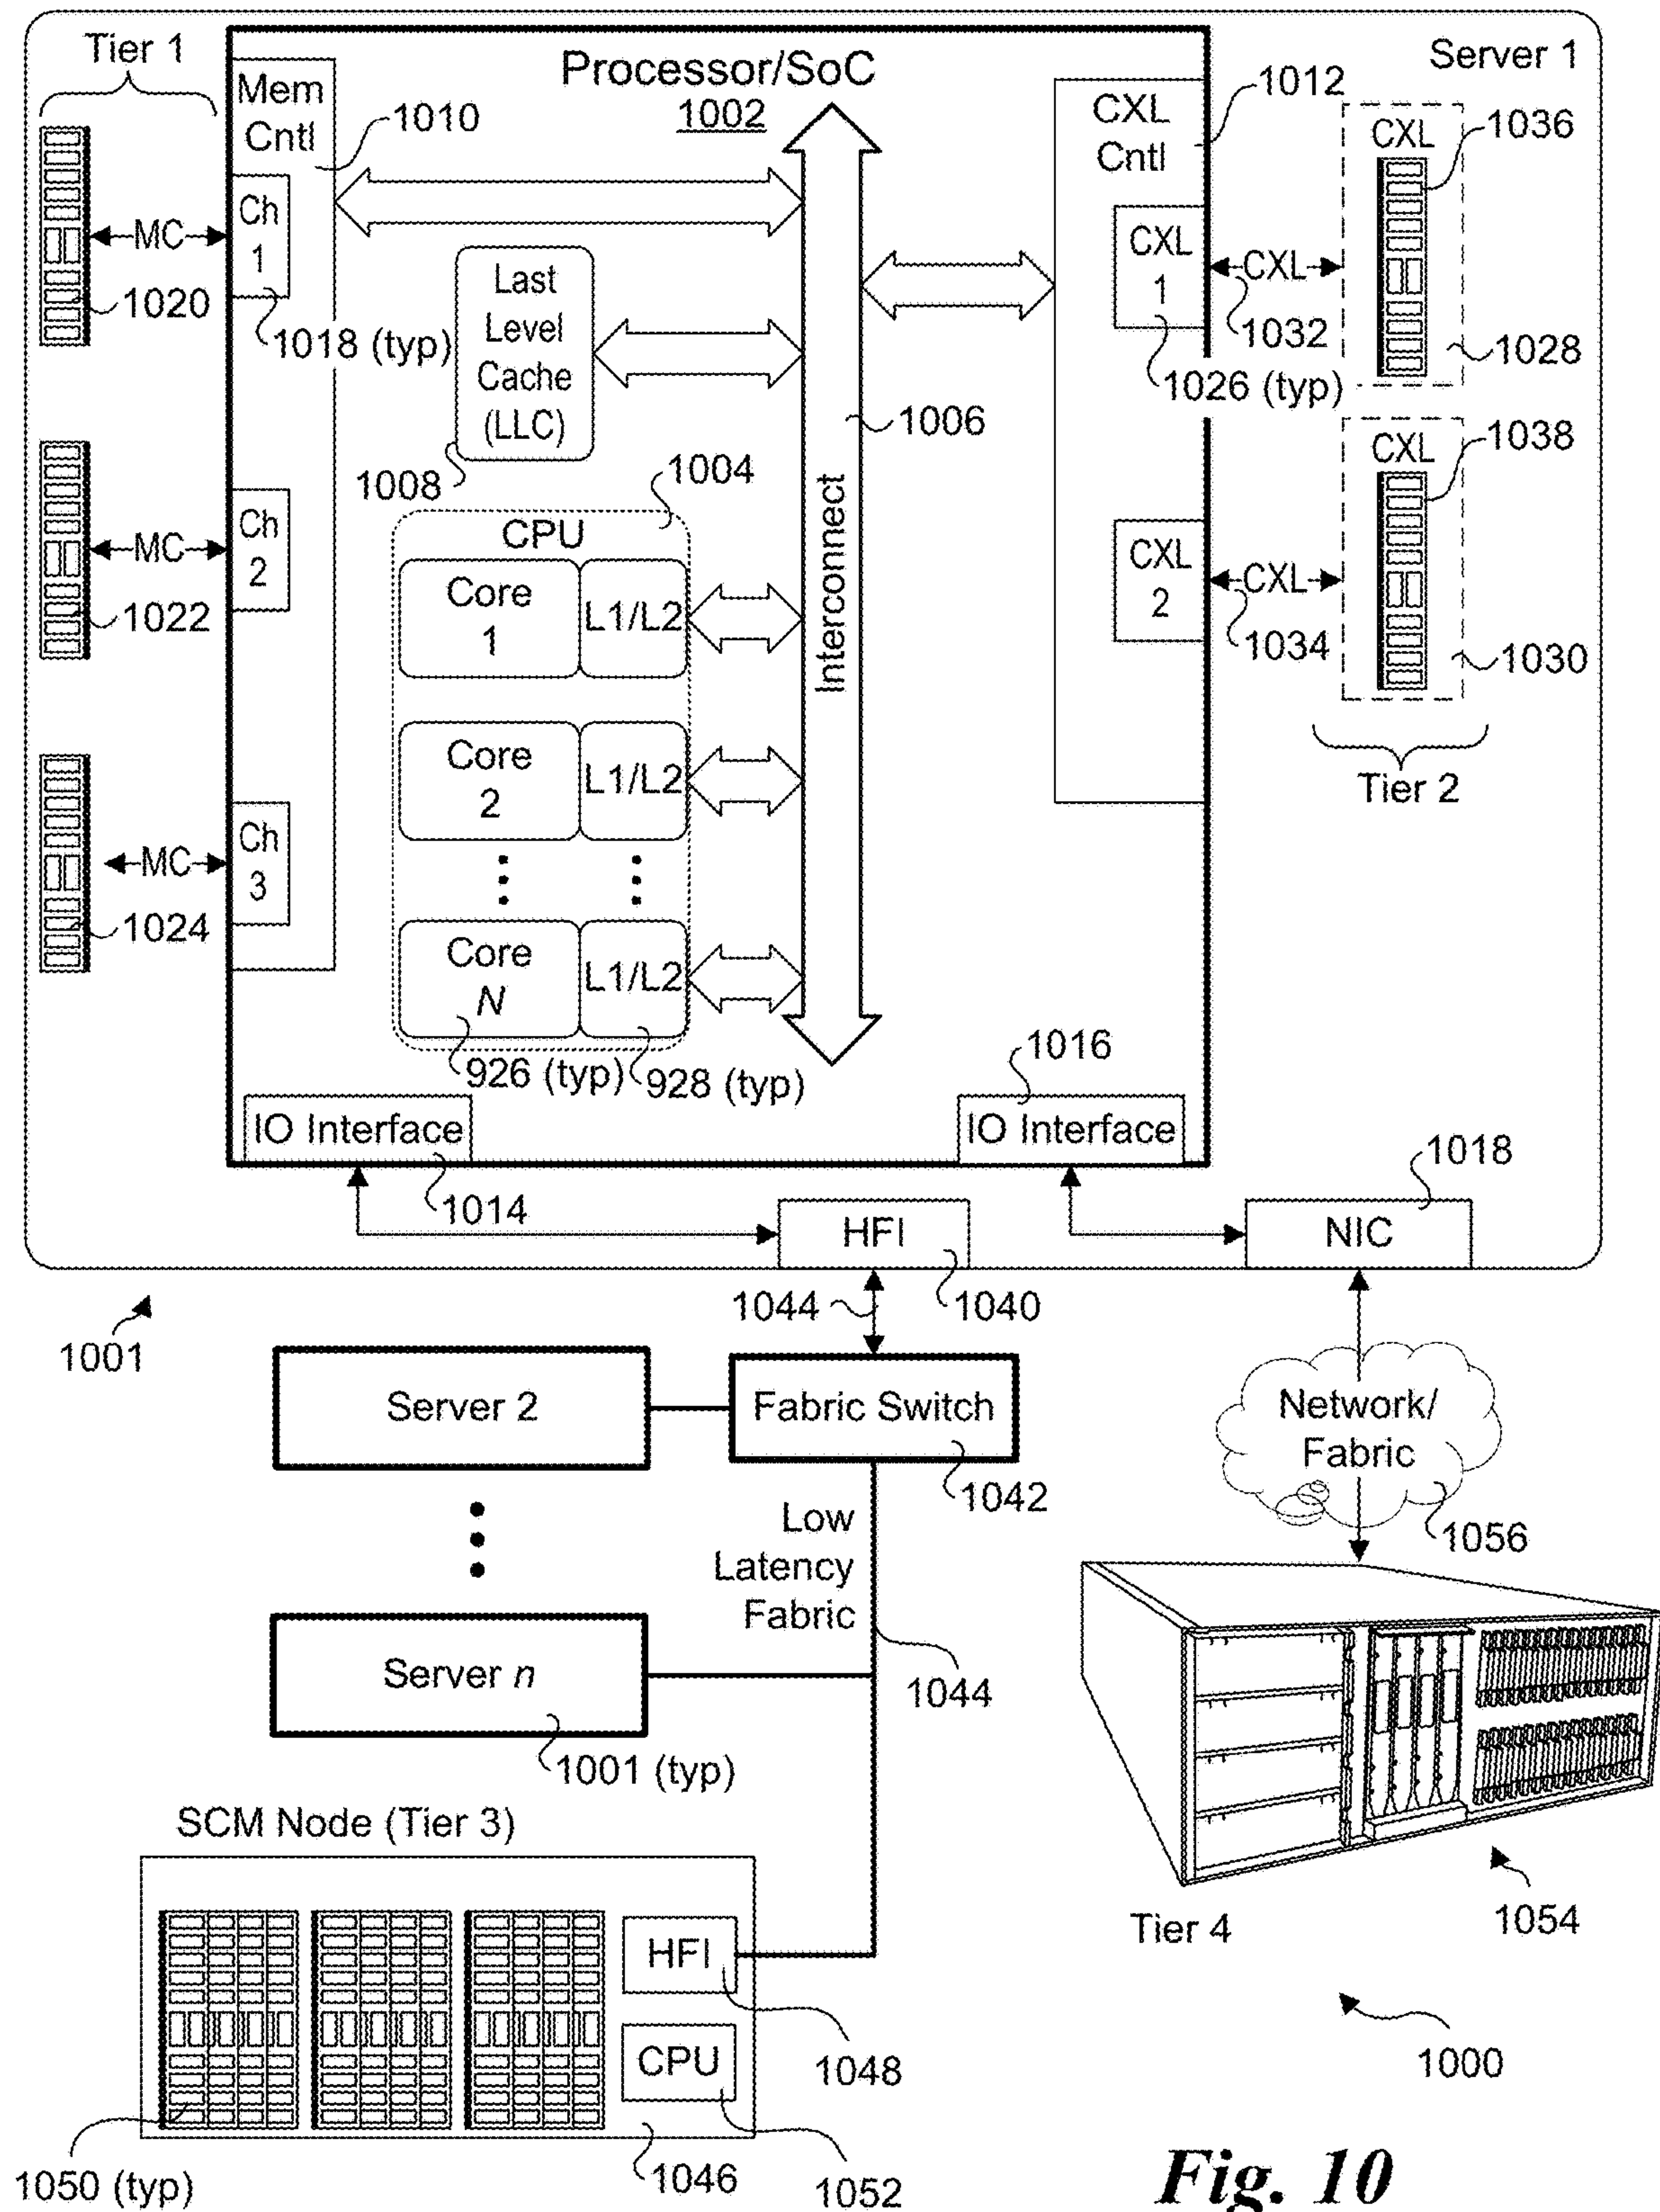 Tier 1
Processor/SoC
1002
Server 1
Mem
Cntl
1010
CXL
Cntl
1012
CXL
1036
Ch
1
MC
1020
1018 (typ)
Last
Level
Cache
(LLC)
1008
1006
Interconnect
CXL
1
CXL
1032
1026 (typ)
1028
Ch
2
MC
1022
1004
CPU
Core
1
L1/L2
CXL
2
CXL
1034
CXL
1038
1030
Tier 2
Core
2
L1/L2
Ch
3
MC
1024
Core
N
L1/L2
926 (typ)
928 (typ)
1016
IO Interface
IO Interface
1014
1018
HFI
NIC
1044
1040
1001
Server 2
Fabric Switch
1042
Network/
Fabric
1056
Low
Latency
Fabric
Server n
1044
1001 (typ)
SCM Node (Tier 3)
Tier 4
1054
HFI
1048
CPU
1000
1050 (typ)
1046
1052
Fig. 10